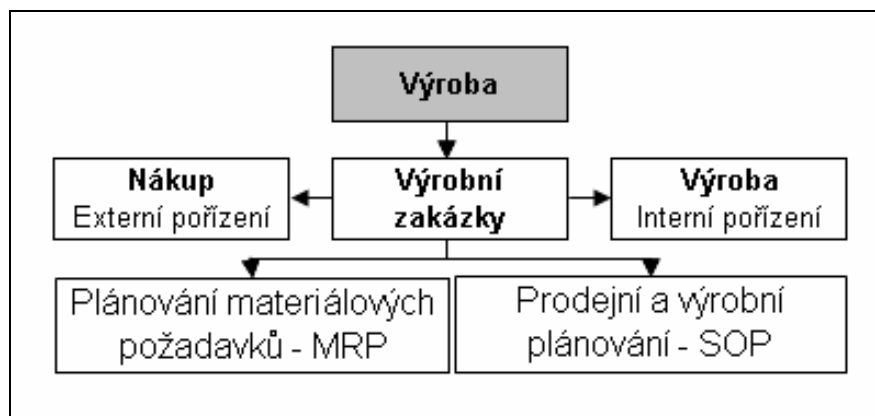 Výroba
Nákup
Externí pořízení
Výrobní
zakázky
Výroba
Interní pořízení
Plánování materiálových
požadavků - MRP
Prodejní a výrobní
plánování - SOP